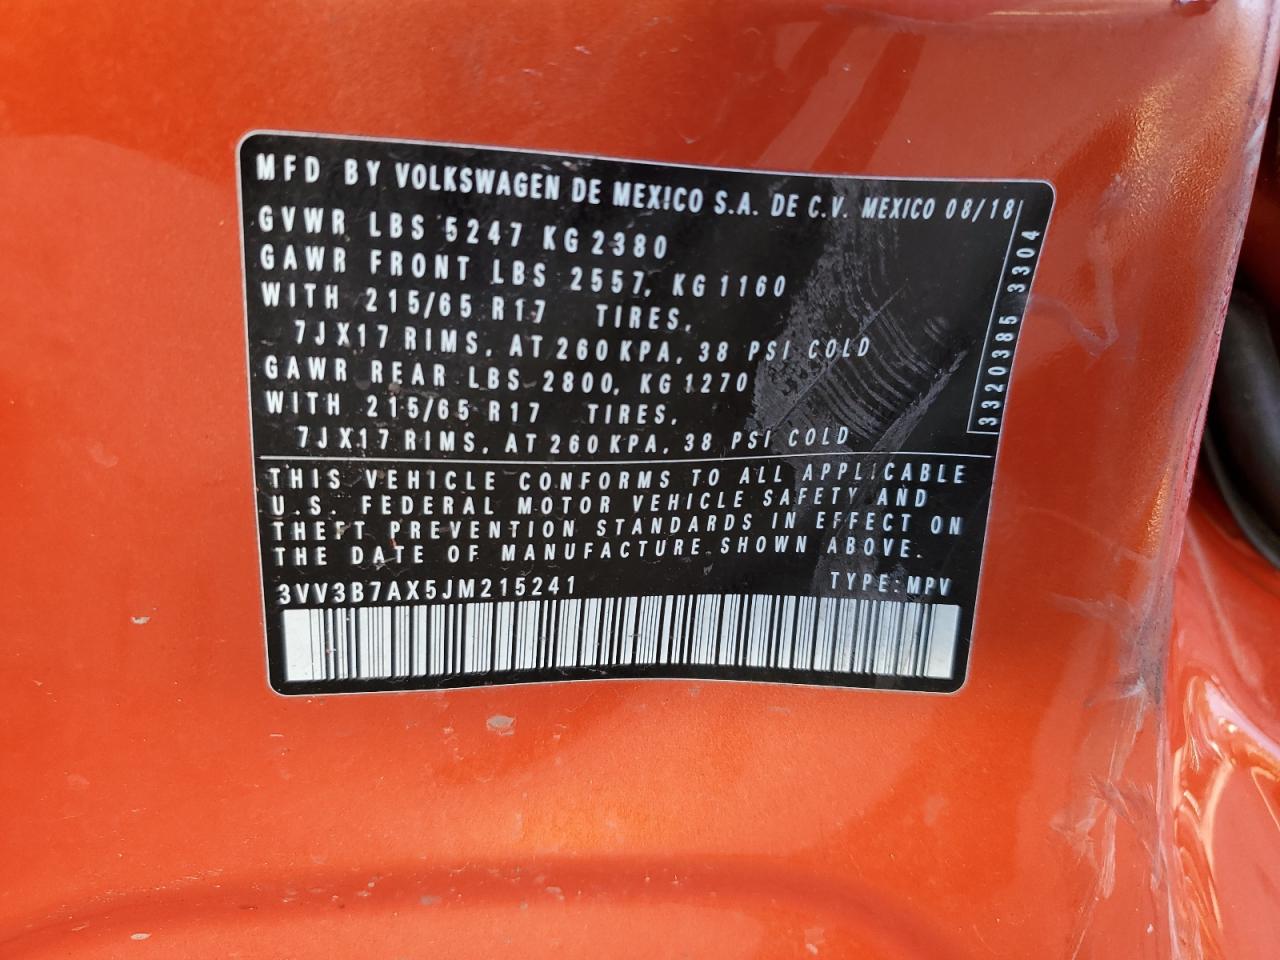 MFD BY VOLKSWAGEN DE MEXICO S.A. DE C.V. MEXICO 08/18
GVWR LBS 5247 KG 2380
GAWR FRONT LBS 2557, KG 1160
WITH 215/65 R17 TIRES,
7JX17 RIMS, AT 260 KPA, 38 PSI COLD
GAWR REAR LBS 2800, KG 1270
WITH 215/65 R17 TIRES,
7JX17 RIMS, AT 260 KPA, 38 PSI COLD
3320385 3304
THIS VEHICLE CONFORMS TO ALL APPLICABLE
U.S. FEDERAL MOTOR VEHICLE SAFETY AND
THEFT PREVENTION STANDARDS IN EFFECT ON
THE DATE OF MANUFACTURE SHOWN ABOVE.
3VV3B7AX5JM215241 TYPE: MPV